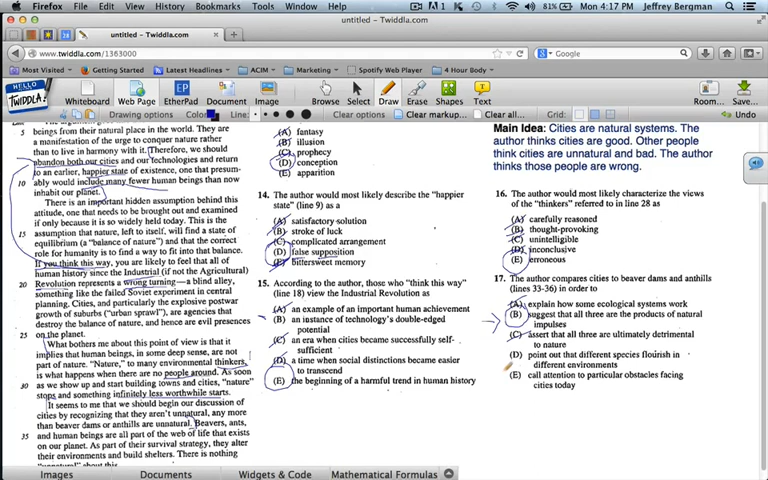 Firefox File Edit View History Bookmarks Tools Window Help
81% Mon 4:17 PM Jeffrey Bergman
untitled - Twiddla.com
untitled - Twiddla.com
www.twiddla.com/1363000
Google
Most Visited Getting Started Latest Headlines ACIM Marketing Spotify Web Player 4 Hour Body
HELLO
TWIDDLA!
Whiteboard Web Page EtherPad Document Image Browse Select Draw Erase Shapes Text Room... Save...
Drawing options Color: Line: Clear options Clear markup... Clear all... Grid: Undo
5 beings from their natural place in the world. They are
a manifestation of the urge to conquer nature rather
than to live in harmony with it. Therefore, we should
abandon both our cities and our technologies and return
to an earlier, happier state of existence, one that presum-
10 ably would include many fewer human beings than now
inhabit our planet.
There is an important hidden assumption behind this
attitude, one that needs to be brought out and examined
if only because it is so widely held today. This is the
15 assumption that nature, left to itself, will find a state of
equilibrium (a "balance of nature") and that the correct
role for humanity is to find a way to fit into that balance.
If you think this way, you are likely to feel that all of
human history since the Industrial (if not the Agricultural)
20 Revolution represents a wrong turning—a blind alley,
something like the failed Soviet experiment in central
planning. Cities, and particularly the explosive postwar
growth of suburbs ("urban sprawl"), are agencies that
destroy the balance of nature, and hence are evil presences
25 on the planet.
What bothers me about this point of view is that it
implies that human beings, in some deep sense, are not
part of nature. "Nature," to many environmental thinkers,
is what happens when there are no people around. As soon
30 as we show up and start building towns and cities, "nature"
stops and something infinitely less worthwhile starts.
It seems to me that we should begin our discussion of
cities by recognizing that they aren't unnatural, any more
than beaver dams or anthills are unnatural. Beavers, ants,
35 and human beings are all part of the web of life that exists
on our planet. As part of their survival strategy, they alter
their environments and build shelters. There is nothing
"unnatural" about this.
(A) fantasy
(B) illusion
(C) prophecy
(D) conception
(E) apparition
14. The author would most likely describe the "happier
state" (line 9) as a
(A) satisfactory solution
(B) stroke of luck
(C) complicated arrangement
(D) false supposition
(E) bittersweet memory
15. According to the author, those who "think this way"
(line 18) view the Industrial Revolution as
(A) an example of an important human achievement
(B) an instance of technology's double-edged
potential
(C) an era when cities became successfully self-
sufficient
(D) a time when social distinctions became easier
to transcend
(E) the beginning of a harmful trend in human history
Main Idea: Cities are natural systems. The
author thinks cities are good. Other people
think cities are unnatural and bad. The author
thinks those people are wrong.
16. The author would most likely characterize the views
of the "thinkers" referred to in line 28 as
(A) carefully reasoned
(B) thought-provoking
(C) unintelligible
(D) inconclusive
(E) erroneous
17. The author compares cities to beaver dams and anthills
(lines 33-36) in order to
(A) explain how some ecological systems work
(B) suggest that all three are the products of natural
impulses
(C) assert that all three are ultimately detrimental
to nature
(D) point out that different species flourish in
different environments
(E) call attention to particular obstacles facing
cities today
Images Documents Widgets & Code Mathematical Formulas